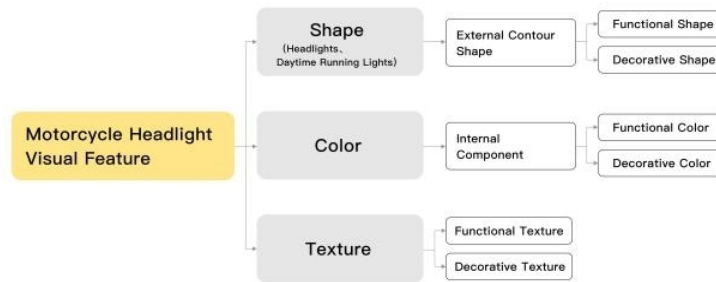 Motorcycle Headlight
Visual Feature
Shape
(Headlights、
Daytime Running Lights)
External Contour
Shape
Functional Shape
Decorative Shape
Color
Internal
Component
Functional Color
Decorative Color
Texture
Functional Texture
Decorative Texture